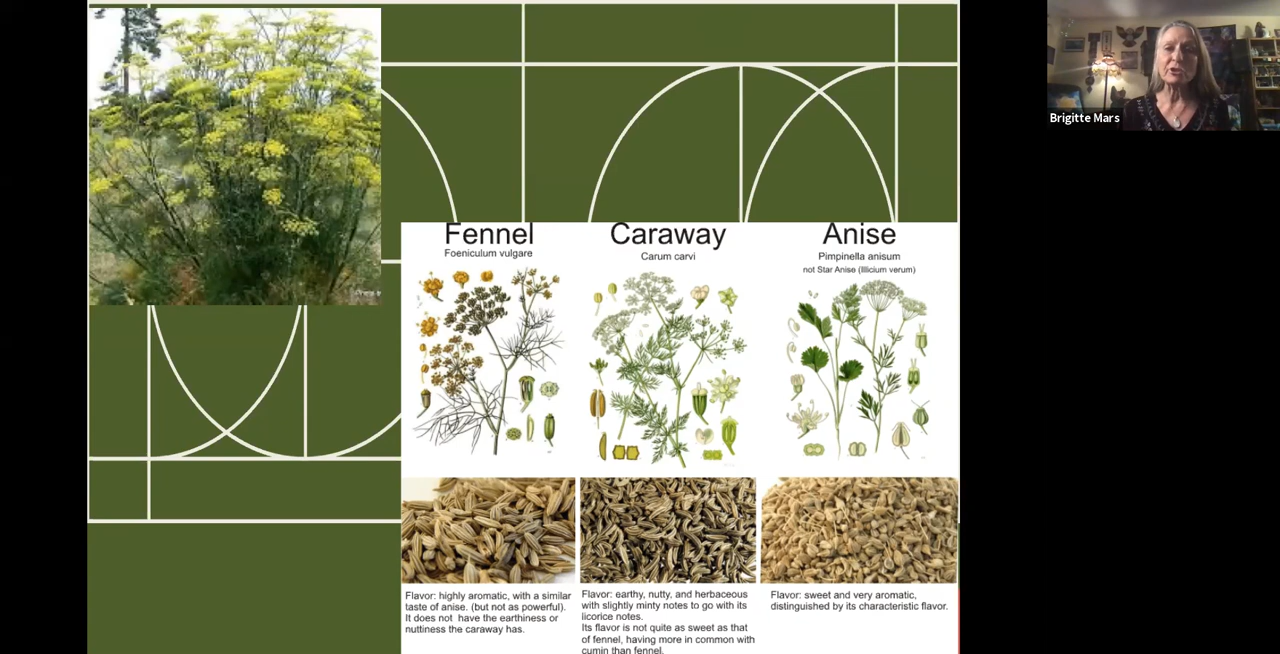 Brigitte Mars
Fennel
Foeniculum vulgare
Caraway
Carum carvi
Anise
Pimpinella anisum
not Star Anise (Illicium verum)
Flavor: highly aromatic, with a similar
taste of anise. (but not as powerful).
It does not have the earthiness or
nuttiness the caraway has.
Flavor: earthy, nutty, and herbaceous
with slightly minty notes to go with its
licorice notes.
Its flavor is not quite as sweet as that
of fennel, having more in common with
cumin than fennel.
Flavor: sweet and very aromatic,
distinguished by its characteristic flavor.